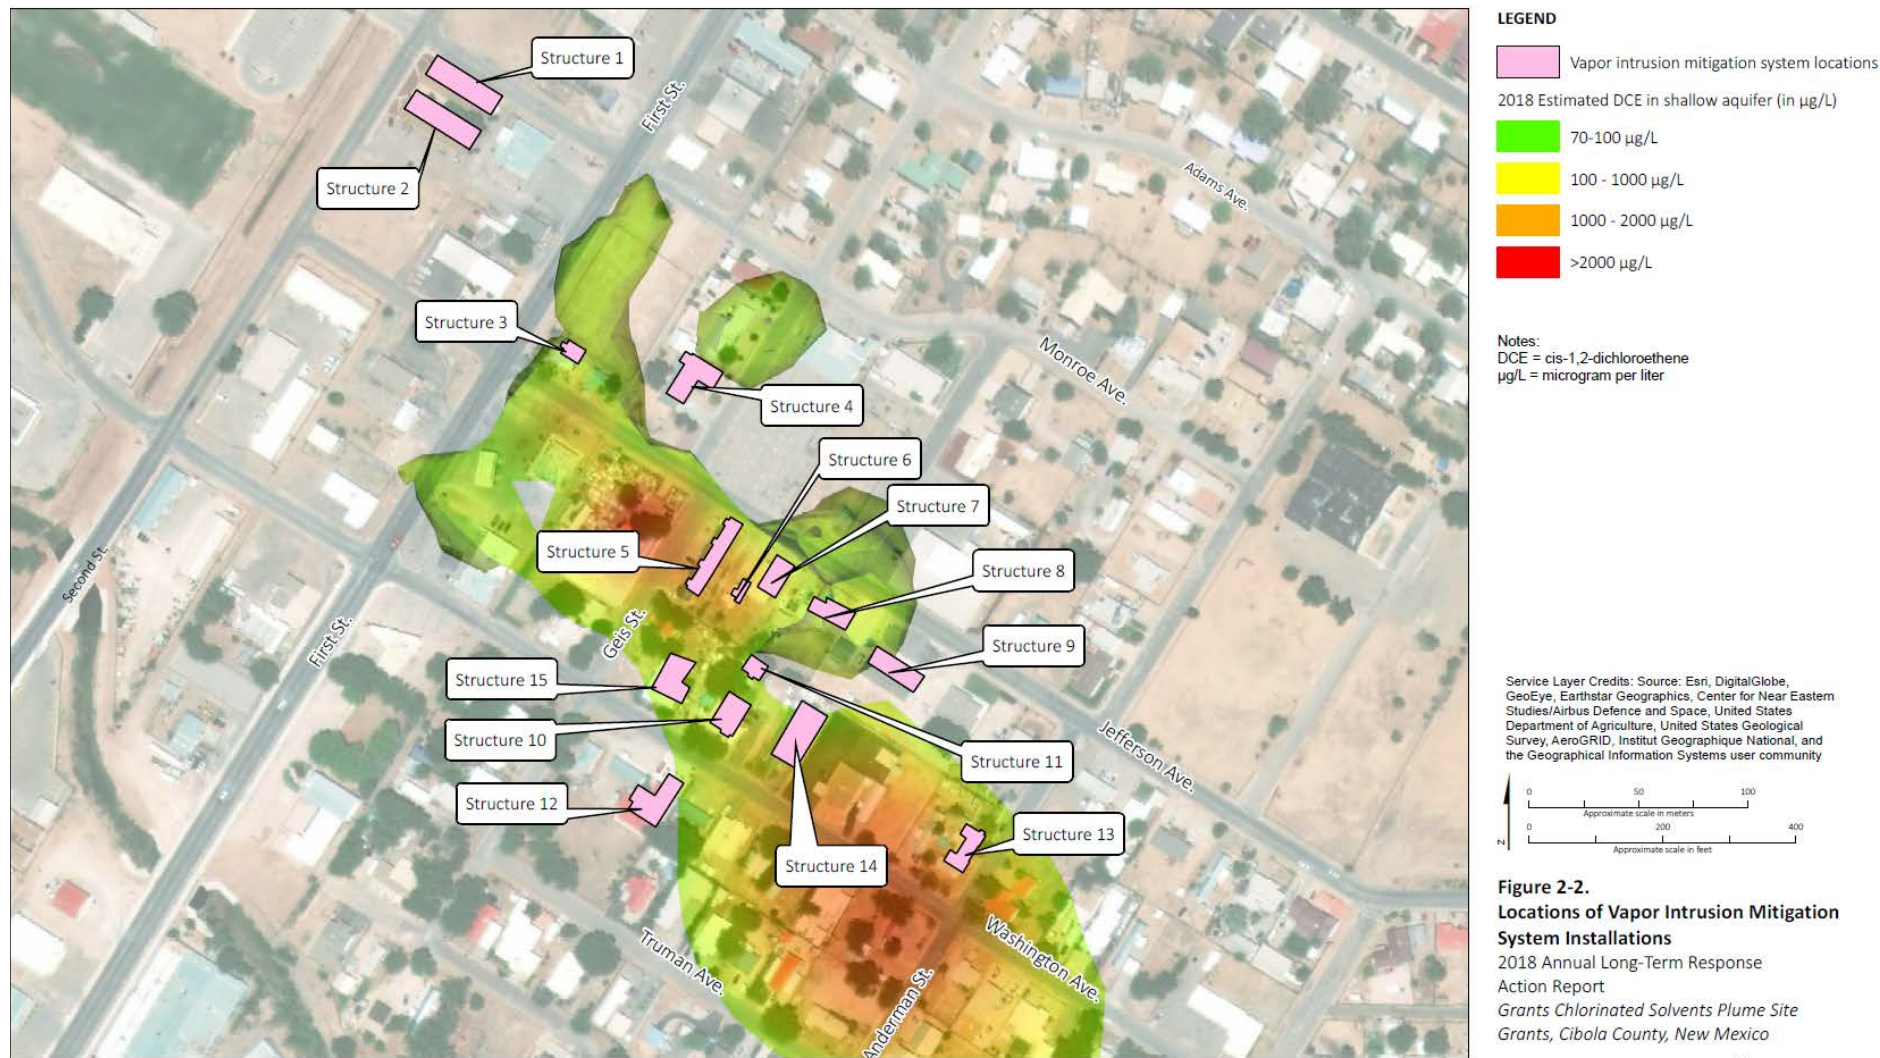 Structure 1
Structure 2
First St.
Adams Ave.
Structure 3
Monroe Ave.
Structure 4
Structure 6
Structure 7
Structure 5
Structure 8
Second St.
First St.
Geis St.
Structure 9
Structure 15
Structure 10
Jefferson Ave.
Structure 11
Structure 12
Structure 13
Structure 14
Truman Ave.
Washington Ave.
Anderman St.
LEGEND
Vapor intrusion mitigation system locations
2018 Estimated DCE in shallow aquifer (in µg/L)
70-100 µg/L
100 - 1000 µg/L
1000 - 2000 µg/L
>2000 µg/L
Notes:
DCE = cis-1,2-dichloroethene
µg/L = microgram per liter
Service Layer Credits: Source: Esri, DigitalGlobe,
GeoEye, Earthstar Geographics, Center for Near Eastern
Studies/Airbus Defence and Space, United States
Department of Agriculture, United States Geological
Survey, AeroGRID, Institut Geographique National, and
the Geographical Information Systems user community
0 50 100
Approximate scale in meters
0 200 400
Approximate scale in feet
N
Figure 2-2.
Locations of Vapor Intrusion Mitigation
System Installations
2018 Annual Long-Term Response
Action Report
Grants Chlorinated Solvents Plume Site
Grants, Cibola County, New Mexico